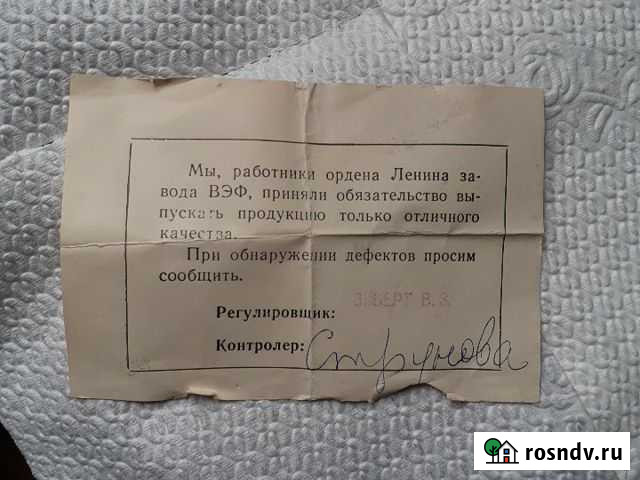 Мы, работники ордена Ленина за-
вода ВЭФ, приняли обязательство вы-
пускать продукцию только отличного
качества.
При обнаружении дефектов просим
сообщить.
Регулировщик: В. З.
Контролер: Струнова
rosndv.ru